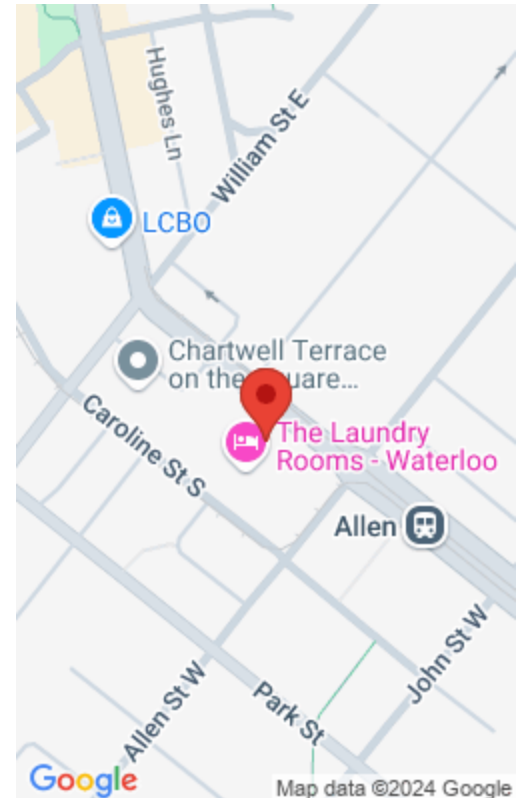 Hughes Ln
William St E
LCBO
Chartwell Terrace
on the uare...
The Laundry
Rooms - Waterloo
Caroline St S
Allen
John St W
Allen St W
Park St
Google
Map data ©2024 Google